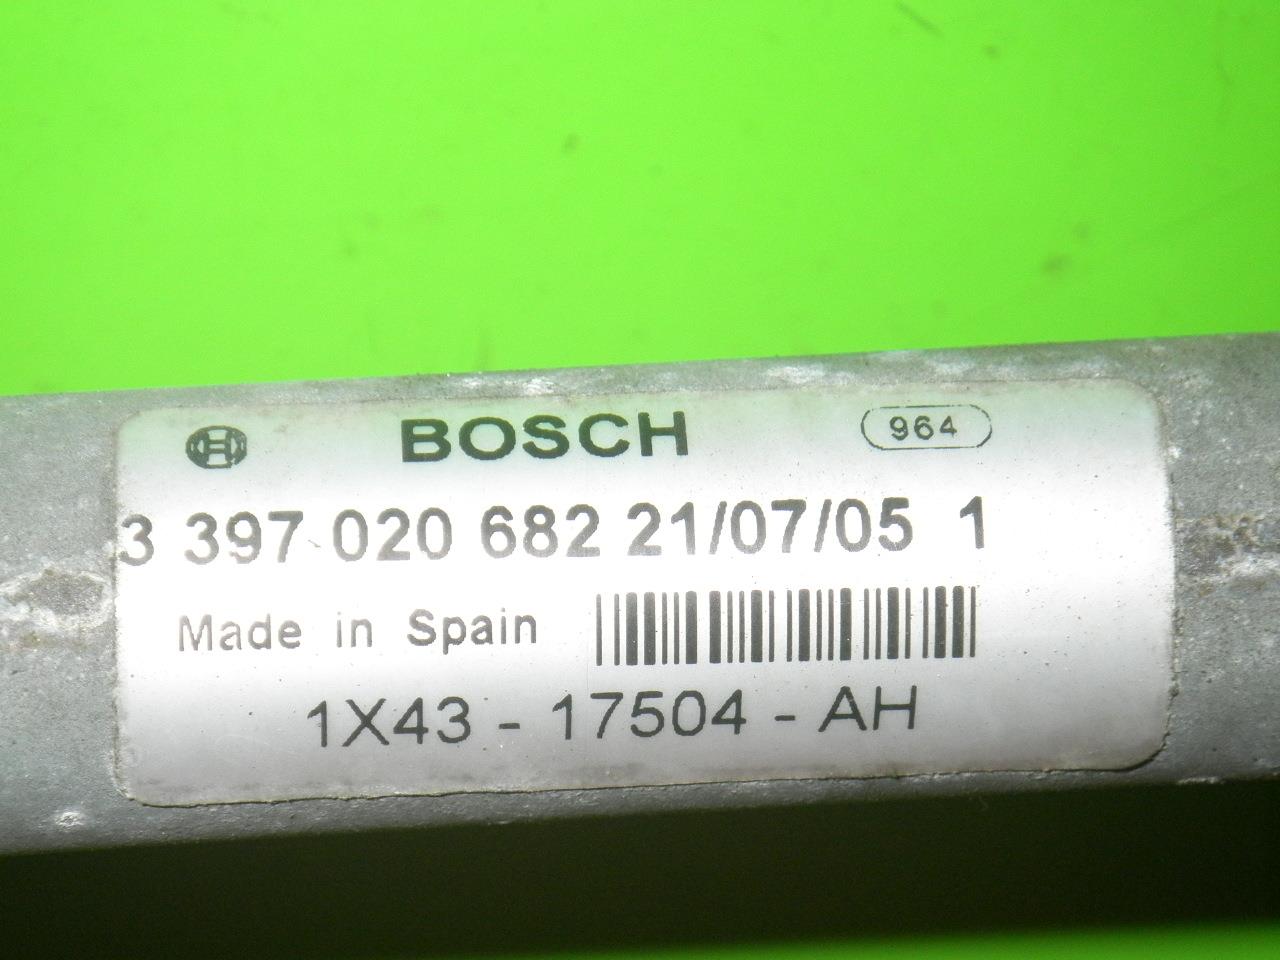 BOSCH 964
3 397 020 682 21/07/05 1
Made in Spain
1X43 - 17504 - AH